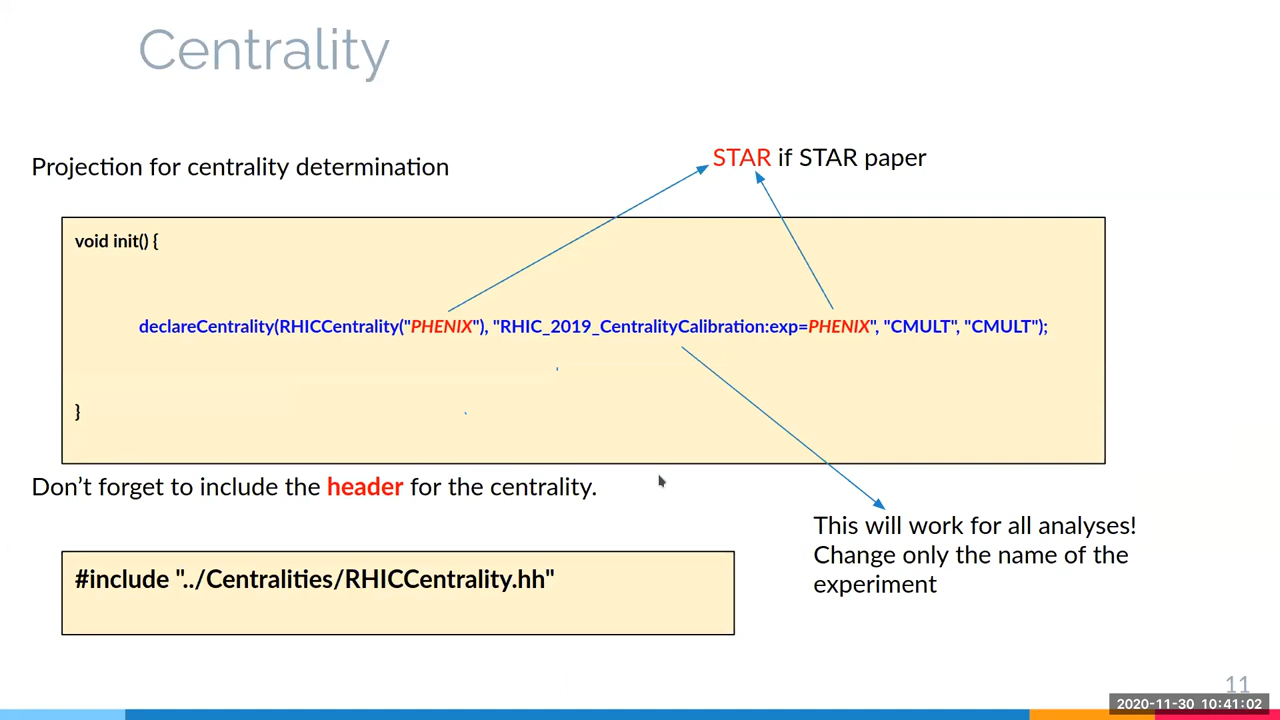 Centrality
Projection for centrality determination
STAR if STAR paper
void init() {
declareCentrality(RHICCentrality("PHENIX"), "RHIC_2019_CentralityCalibration:exp=PHENIX", "CMULT", "CMULT");
}
Don’t forget to include the header for the centrality.
This will work for all analyses!
Change only the name of the
experiment
#include "../Centralities/RHICCentrality.hh"
11
2020-11-30 10:41:02